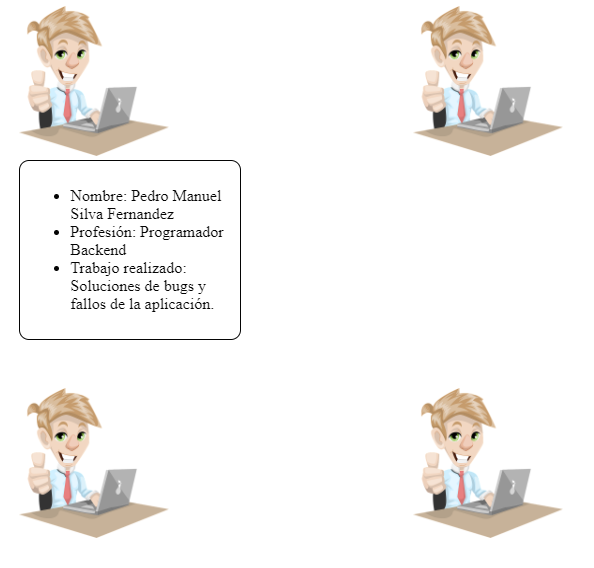 Nombre: Pedro Manuel
Silva Fernandez
Profesión: Programador
Backend
Trabajo realizado:
Soluciones de bugs y
fallos de la aplicación.